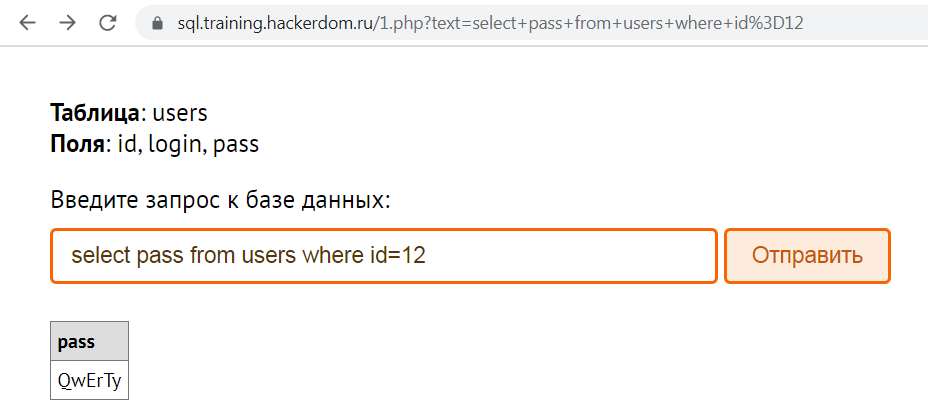 sql.training.hackerdom.ru/1.php?text=select+pass+from+users+where+id%3D12
Таблица: users
Поля: id, login, pass
Введите запрос к базе данных:
select pass from users where id=12
Отправить
pass
QwErTy